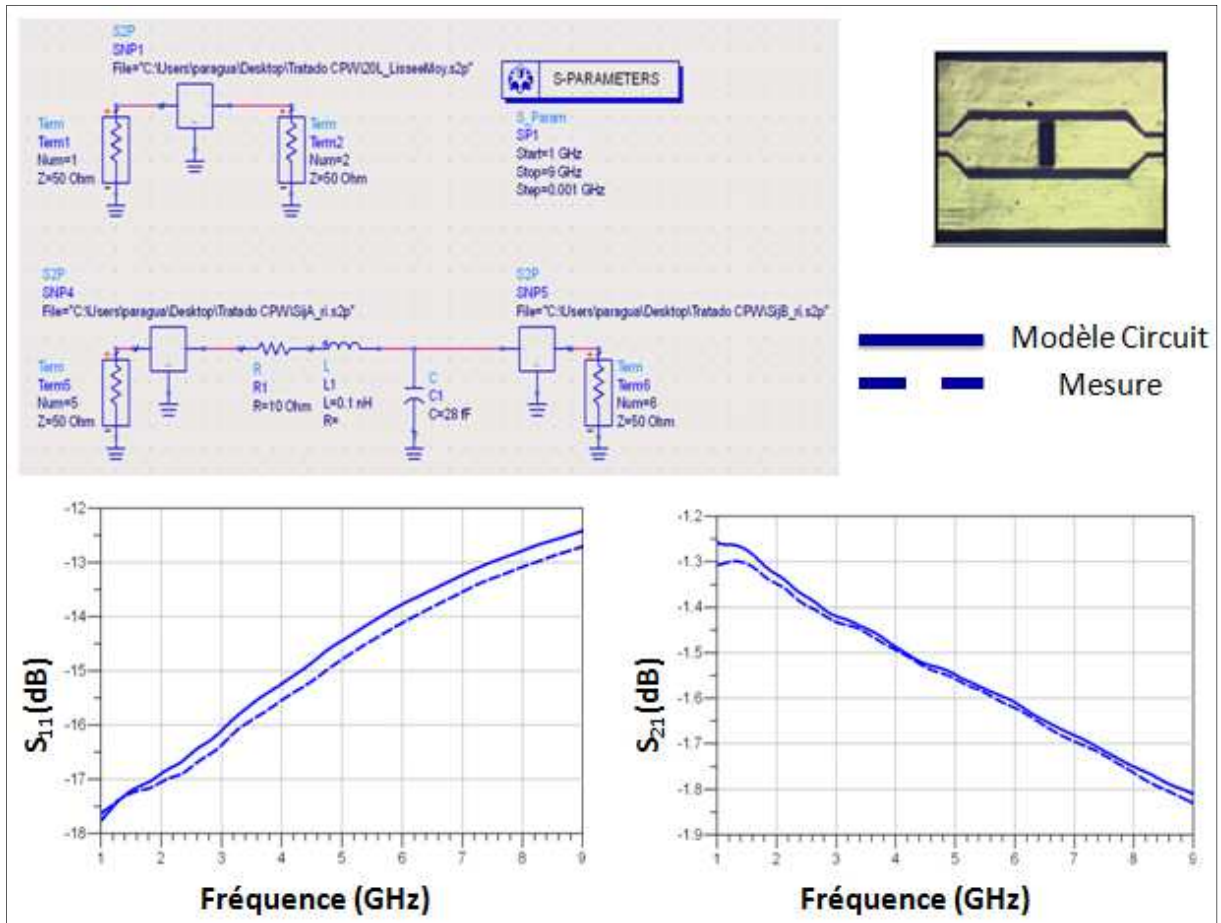 S2P
SNP1
File="C:\Users\paragua\Desktop\Tratado CPW\20L_LisseeMoy.s2p"
Term
Term1
Num=1
Z=50 Ohm
Term
Term2
Num=2
Z=50 Ohm
S-PARAMETERS
S_Param
SP1
Start=1 GHz
Stop=9 GHz
Step=0.001 GHz
S2P
SNP4
File="C:\Users\paragua\Desktop\Tratado CPW\SijA_ri.s2p"
S2P
SNP5
File="C:\Users\paragua\Desktop\Tratado CPW\SijB_ri.s2p"
Term
Term5
Num=5
Z=50 Ohm
R
R1
R=10 Ohm
L
L1
L=0.1 nH
R=
C
C1
C=28 fF
Term
Term6
Num=6
Z=50 Ohm
Modèle Circuit
Mesure
S11(dB)
-12
-13
-14
-15
-16
-17
-18
1 2 3 4 5 6 7 8 9
Fréquence (GHz)
S21(dB)
-1.2
-1.3
-1.4
-1.5
-1.6
-1.7
-1.8
-1.9
1 2 3 4 5 6 7 8 9
Fréquence (GHz)